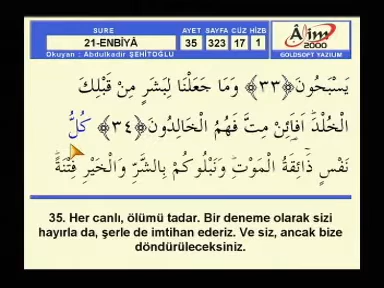 SURE AYET SAYFA CÜZ HİZB
21-ENBİYÂ 35 323 17 1
Okuyan : Abdulkadir ŞEHİTOĞLU
Âlim
2000
GOLDSOFT YAZILIM
يَسْبَحُونَ ﴿٣٣﴾ وَمَا جَعَلْنَا لِبَشَرٍ مِنْ قَبْلِكَ
الْخُلْدَ اَفَا۬ئِنْ مِتَّ فَهُمُ الْخَالِدُونَ ﴿٣٤﴾ كُلُّ
نَفْسٍ ذَٓائِقَةُ الْمَوْتِ وَنَبْلُوكُمْ بِالشَّرِّ وَالْخَيْرِ فِتْنَةً
35. Her canlı, ölümü tadar. Bir deneme olarak sizi
hayırla da, şerle de imtihan ederiz. Ve siz, ancak bize
döndürüleceksiniz.